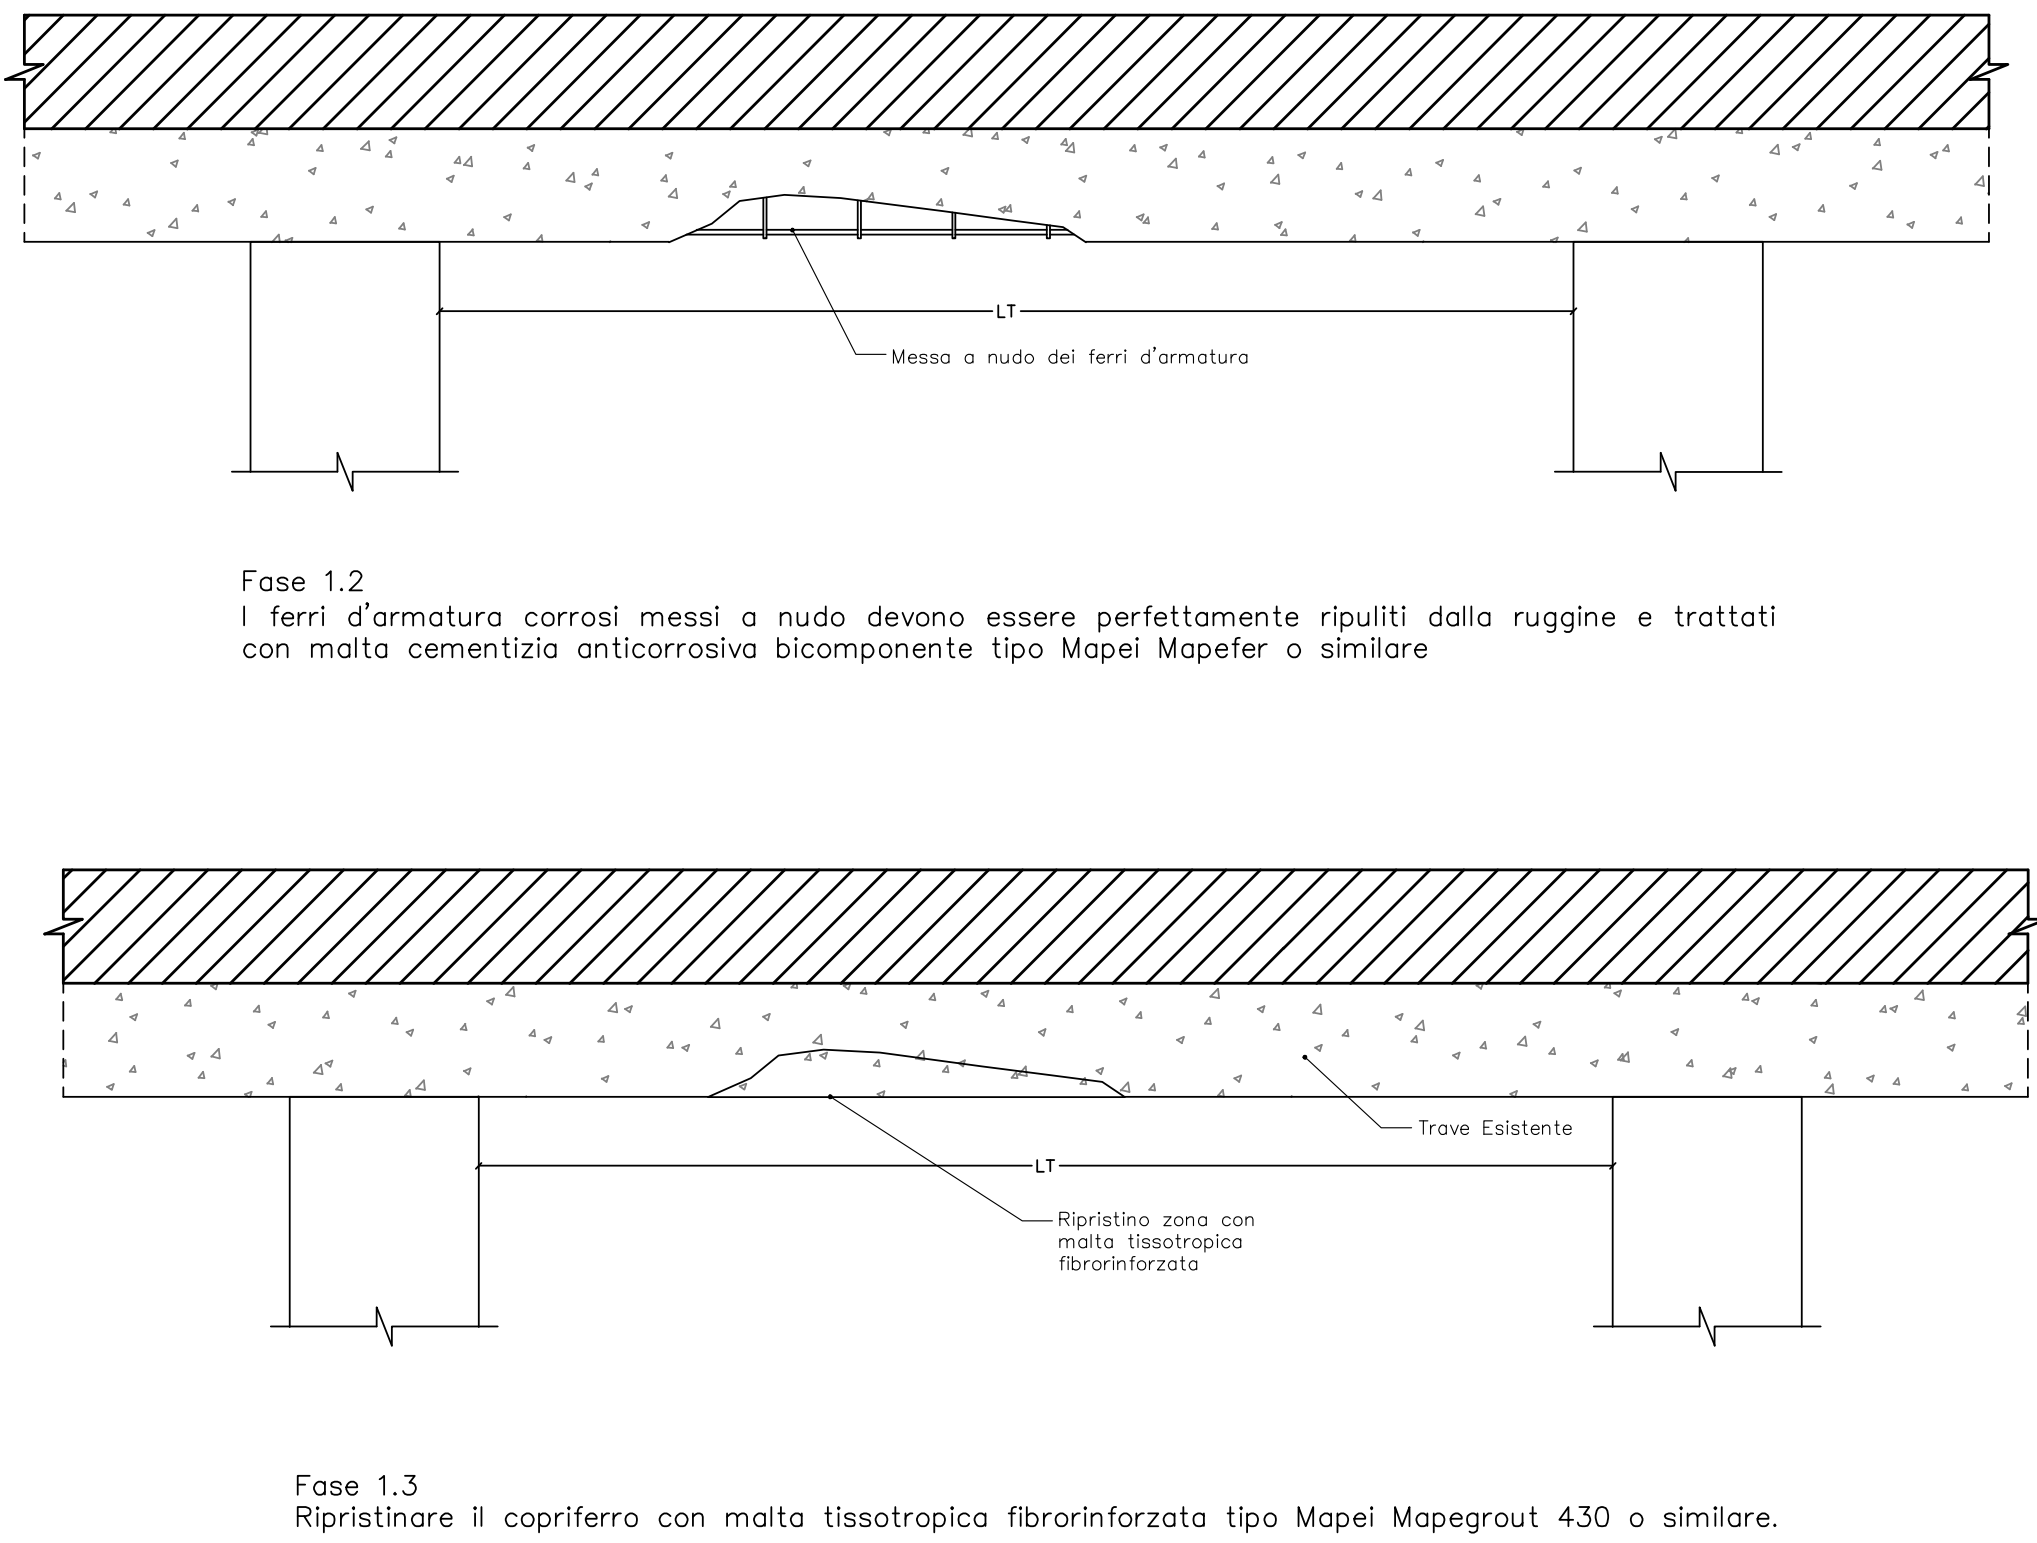 LT
Messa a nudo dei ferri d'armatura
Fase 1.2
I ferri d'armatura corrosi messi a nudo devono essere perfettamente ripuliti dalla ruggine e trattati
con malta cementizia anticorrosiva bicomponente tipo Mapei Mapefer o similare
Trave Esistente
LT
Ripristino zona con
malta tissotropica
fibrorinforzata
Fase 1.3
Ripristinare il copriferro con malta tissotropica fibrorinforzata tipo Mapei Mapegrout 430 o similare.